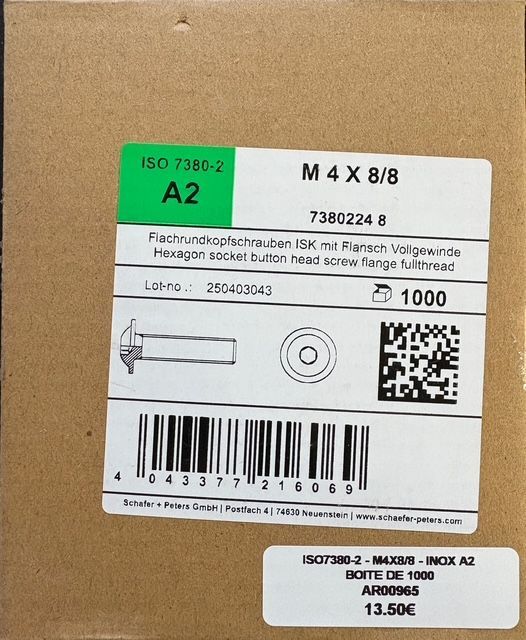 ISO 7380-2
A2
M 4 X 8/8
7380224 8
Flachrundkopfschrauben ISK mit Flansch Vollgewinde
Hexagon socket button head screw flange fullthread
Lot-no .: 250403043
1000
4 043377 216069
Schäfer + Peters GmbH | Postfach 4 | 74630 Neuenstein | www.schaefer-peters.com
ISO7380-2 - M4X8/8 - INOX A2
BOITE DE 1000
AR00965
13.50€